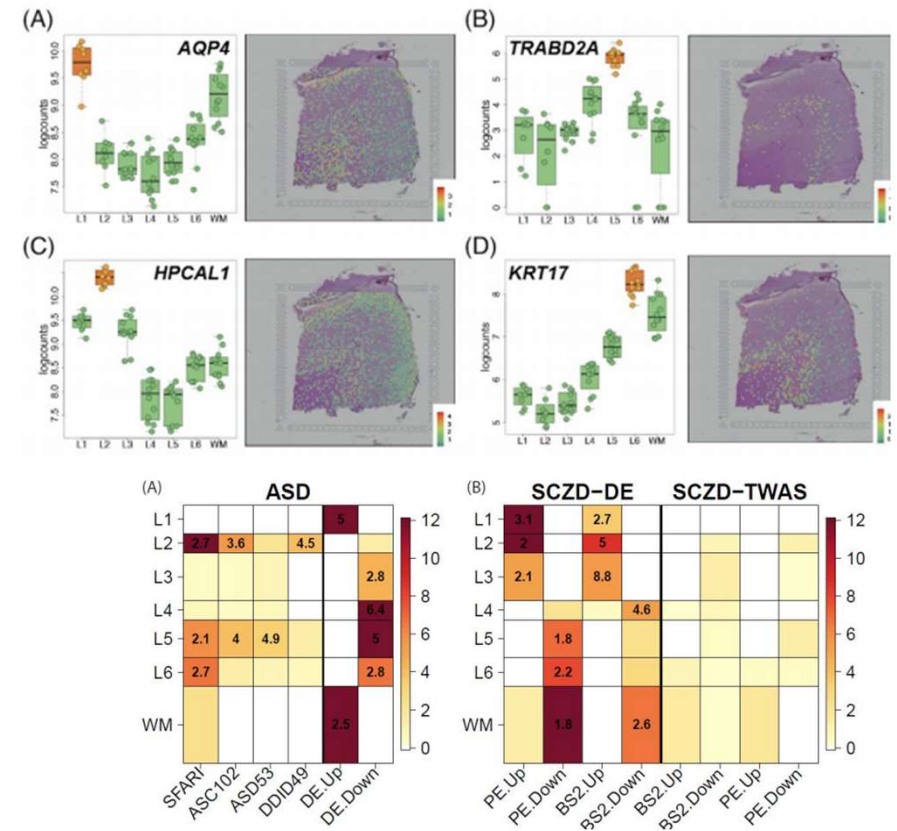 (A)
AQP4
logcounts
10.0
9.5
9.0
8.5
8.0
7.5
L1 L2 L3 L4 L5 L6 WM
(B)
TRABD2A
logcounts
6
5
4
3
2
1
0
L1 L2 L3 L4 L5 L6 WM
(C)
HPCAL1
logcounts
10.0
9.5
9.0
8.5
8.0
7.5
L1 L2 L3 L4 L5 L6 WM
4
3
2
1
(D)
KRT17
logcounts
8
7
6
5
L1 L2 L3 L4 L5 L6 WM
(A)
ASD
L1 5
L2 2.7 3.6 4.5
L3 2.8
L4 6.4
L5 2.1 4 4.9 5
L6 2.7 2.8
WM 2.5
SFARI ASC102 ASD53 DDID49 DE.Up DE.Down
12
10
8
6
4
2
0
(B)
SCZD-DE SCZD-TWAS
L1 3.1 2.7
L2 2 5
L3 2.1 8.8
L4 4.6
L5 1.8
L6 2.2
WM 1.8 2.6
PE.Up PE.Down BS2.Up BS2.Down BS2.Up BS2.Down PE.Up PE.Down
12
10
8
6
4
2
0